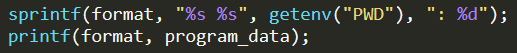 sprintf(format, "%s %s", getenv("PWD"), ": %d");
printf(format, program_data);